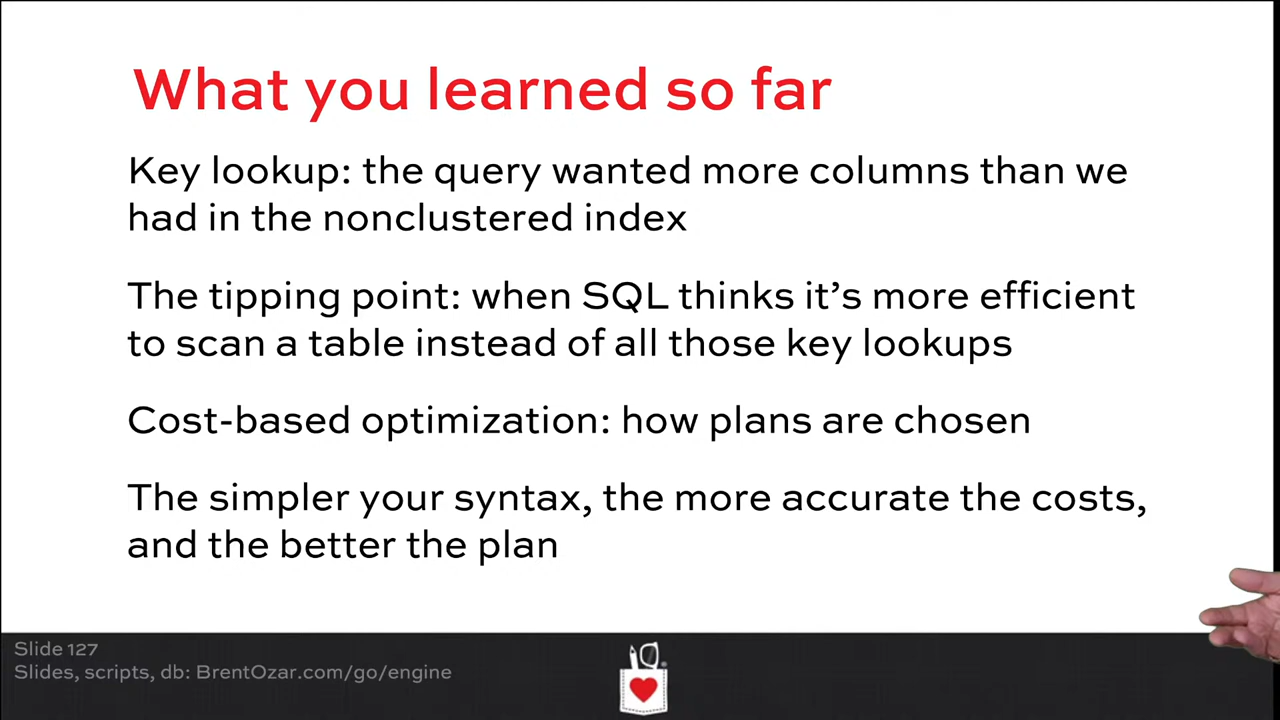 What you learned so far
Key lookup: the query wanted more columns than we
had in the nonclustered index
The tipping point: when SQL thinks it’s more efficient
to scan a table instead of all those key lookups
Cost-based optimization: how plans are chosen
The simpler your syntax, the more accurate the costs,
and the better the plan
Slide 127
Slides, scripts, db: BrentOzar.com/go/engine